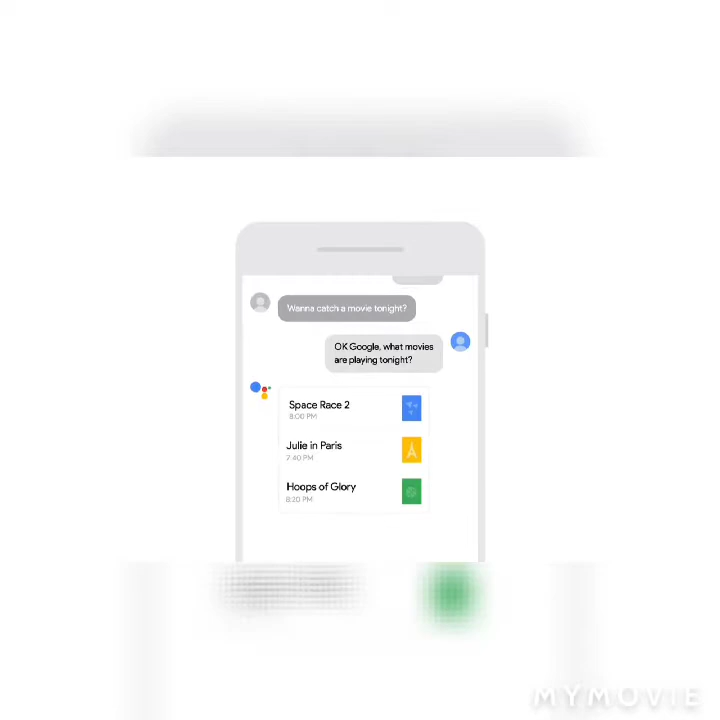 Wanna catch a movie tonight?
OK Google, what movies
are playing tonight?
Space Race 2
8:00 PM
Julie in Paris
7:40 PM
Hoops of Glory
8:20 PM
MYMOVIE